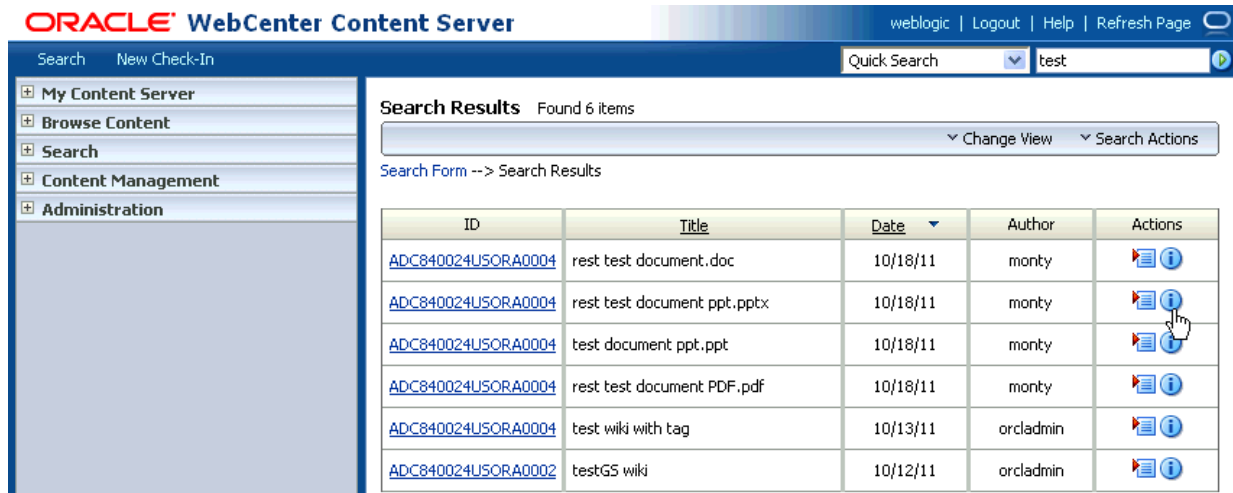 ORACLE WebCenter Content Server
weblogic | Logout | Help | Refresh Page
Search New Check-In
Quick Search
test
My Content Server
Browse Content
Search
Content Management
Administration
Search Results Found 6 items
Change View Search Actions
Search Form --> Search Results
ID Title Date Author Actions
ADC840024USORA0004 rest test document.doc 10/18/11 monty
ADC840024USORA0004 rest test document ppt.pptx 10/18/11 monty
ADC840024USORA0004 test document ppt.ppt 10/18/11 monty
ADC840024USORA0004 rest test document PDF.pdf 10/18/11 monty
ADC840024USORA0004 test wiki with tag 10/13/11 orcladmin
ADC840024USORA0002 testGS wiki 10/12/11 orcladmin